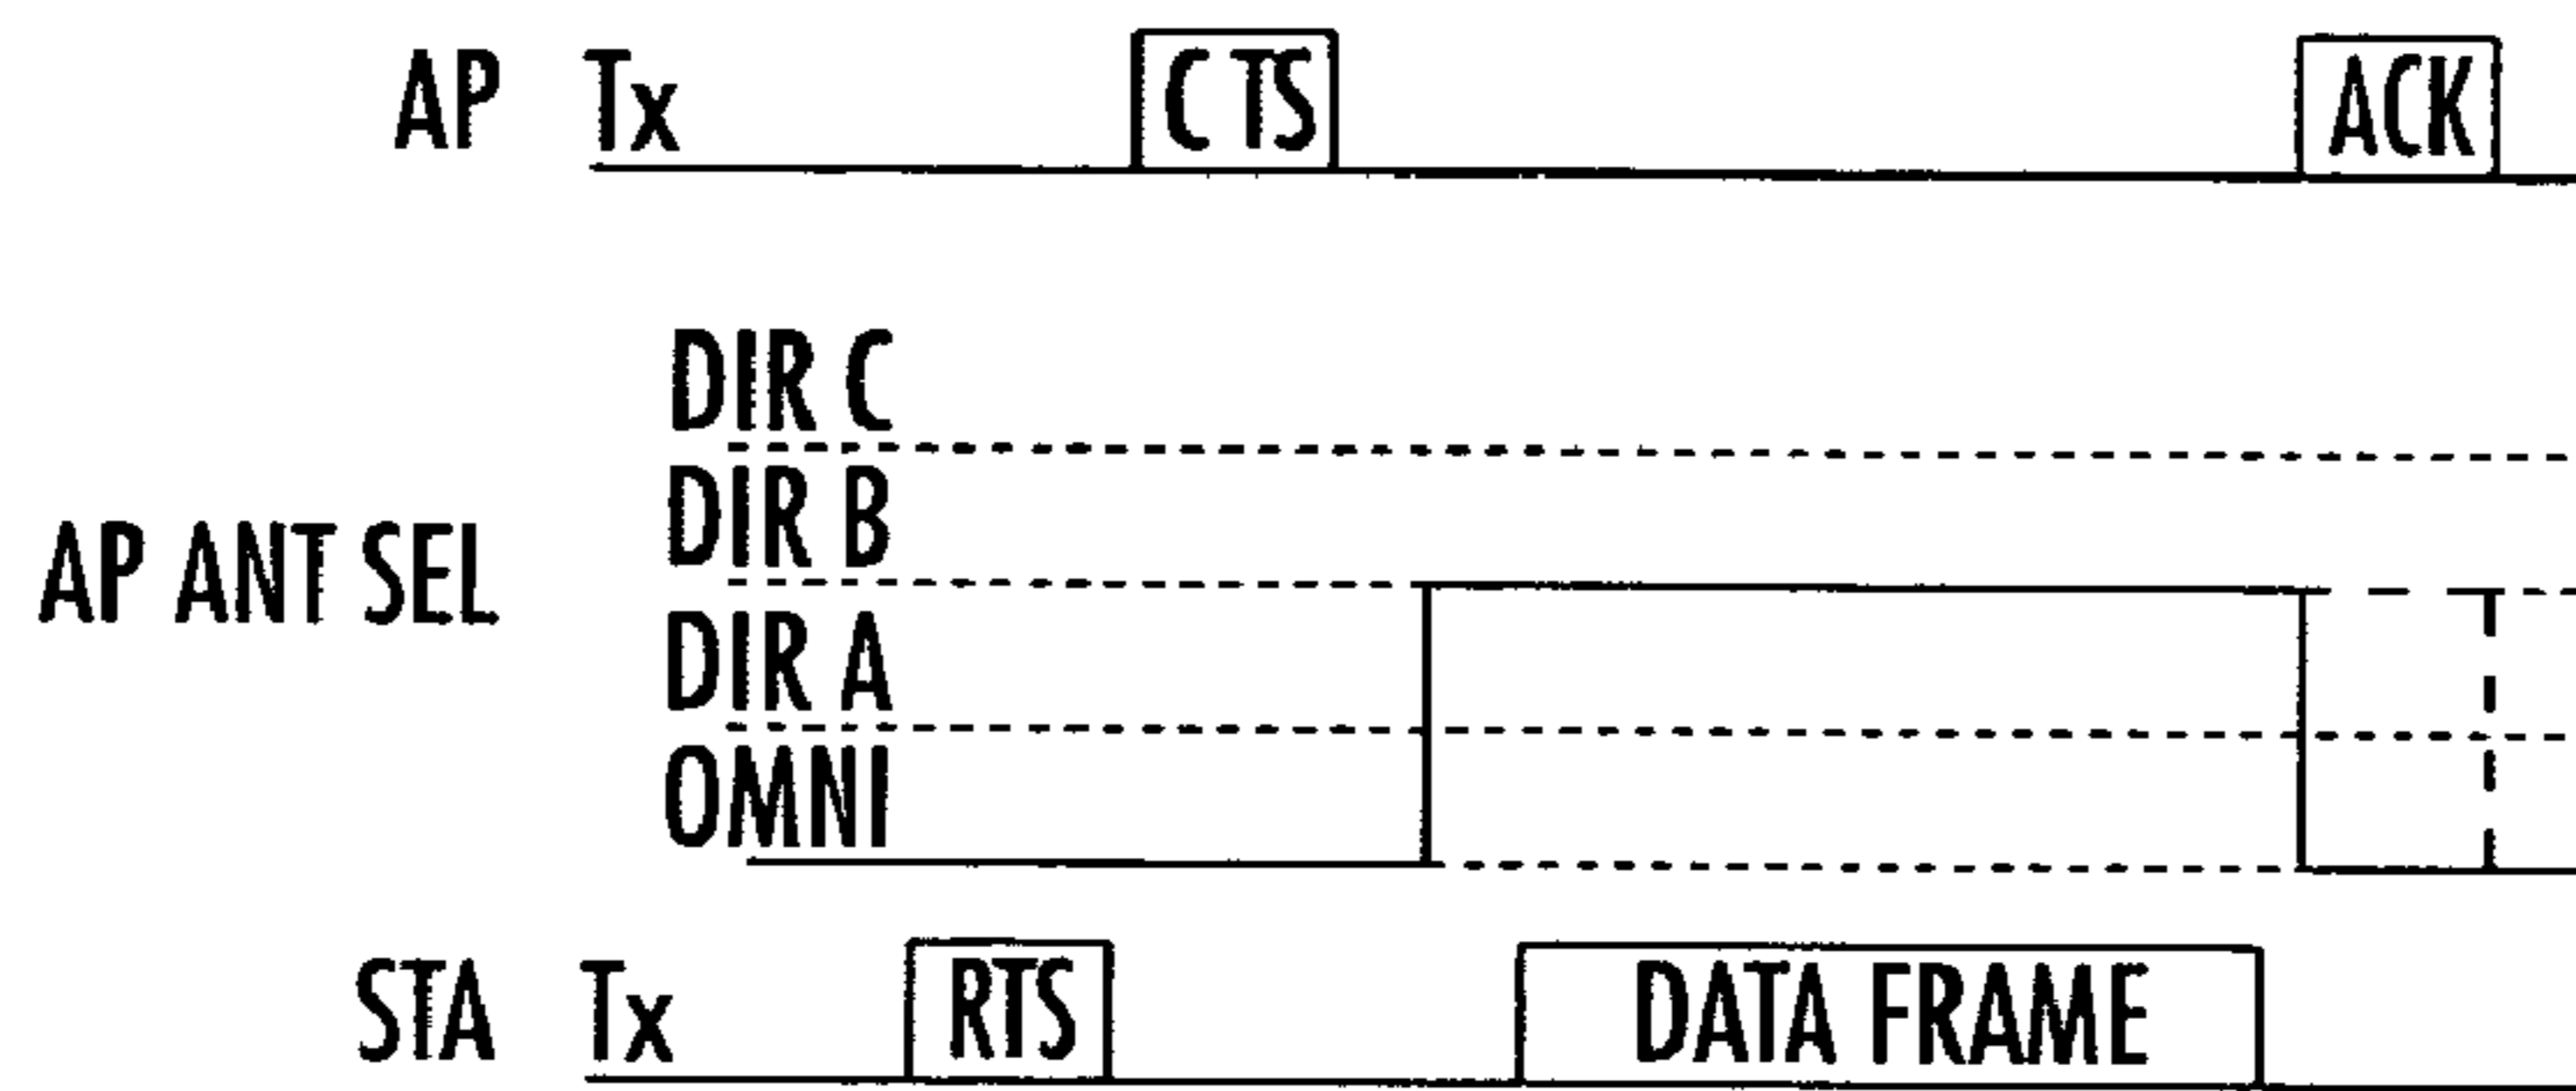 AP Tx CTS ACK
DIR C
DIR B
AP ANT SEL
DIR A
OMNI
STA Tx RTS DATA FRAME